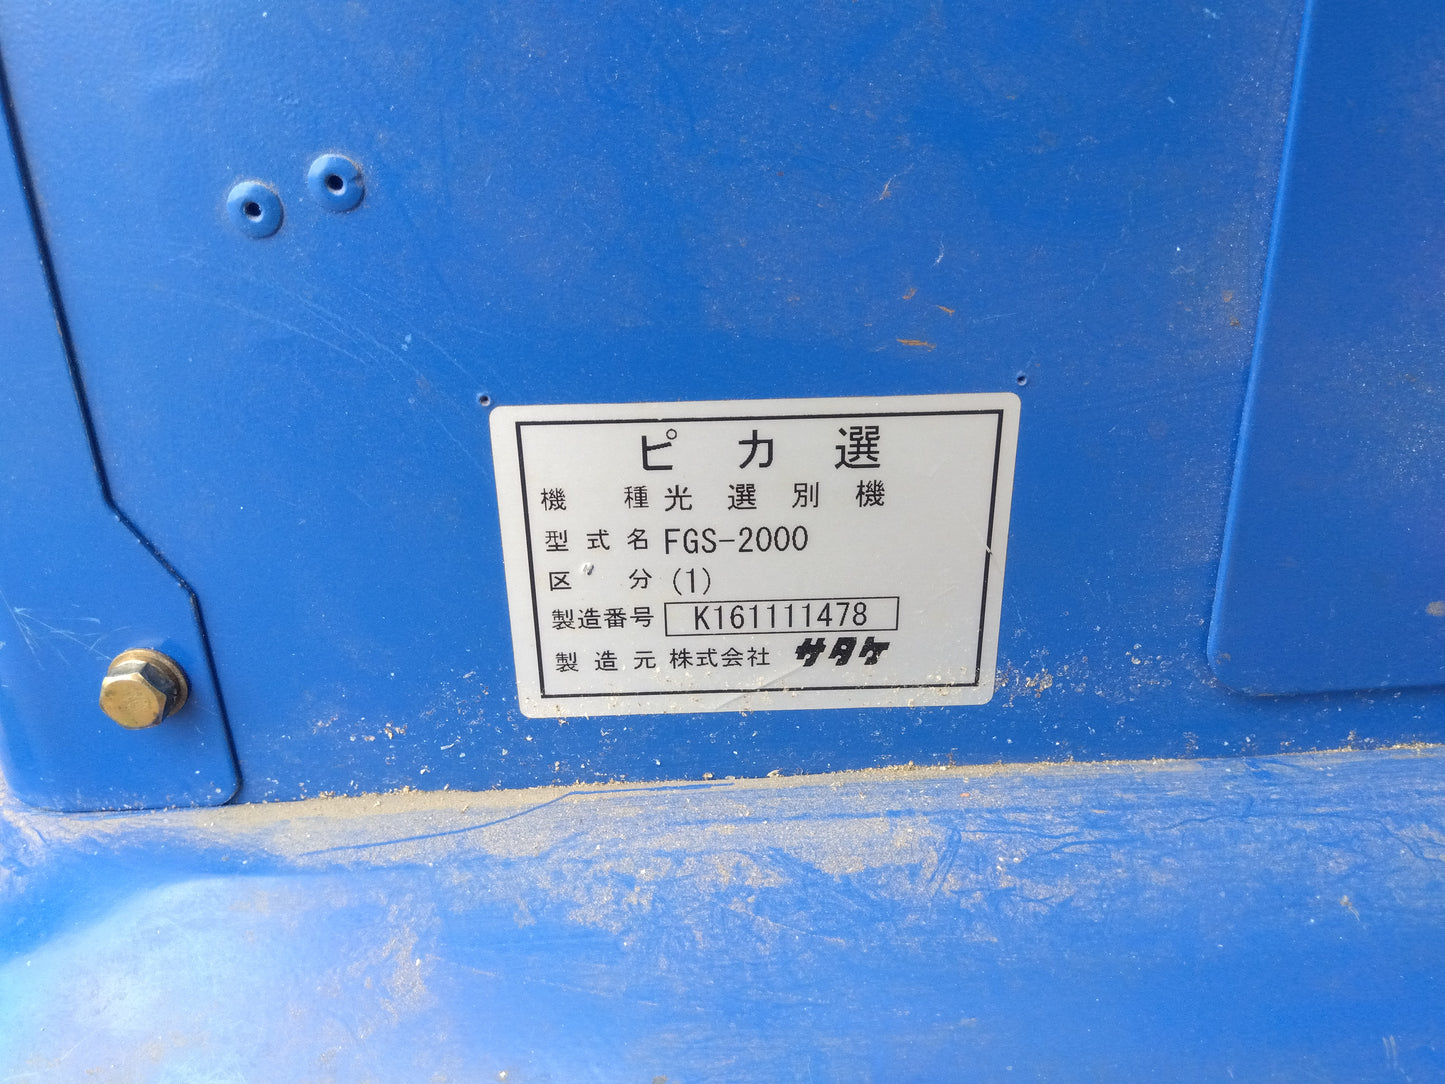 ピカ選
機種 光選別機
型式名 FGS-2000
区分 (1)
製造番号 K161111478
製造元 株式会社 サタケ